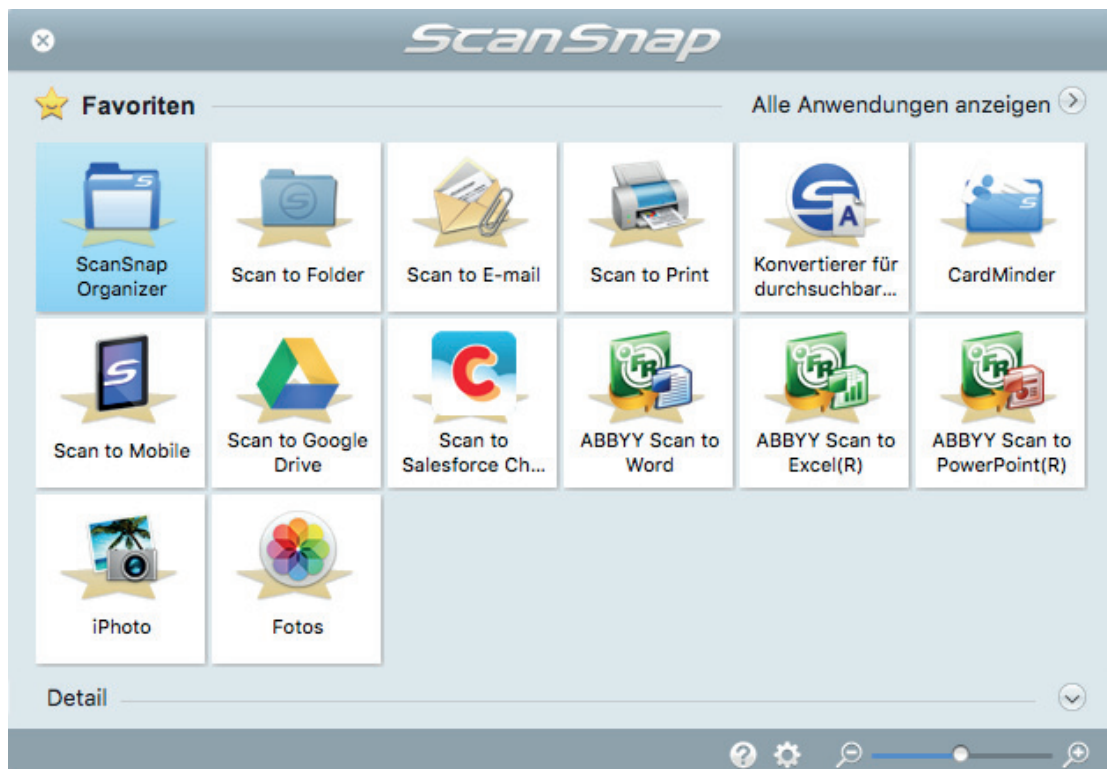 ScanSnap
Favoriten
Alle Anwendungen anzeigen
ScanSnap
Organizer
Scan to Folder
Scan to E-mail
Scan to Print
Konvertierer für
durchsuchbar...
CardMinder
Scan to Mobile
Scan to Google
Drive
Scan to
Salesforce Ch...
ABBYY Scan to
Word
ABBYY Scan to
Excel(R)
ABBYY Scan to
PowerPoint(R)
iPhoto
Fotos
Detail